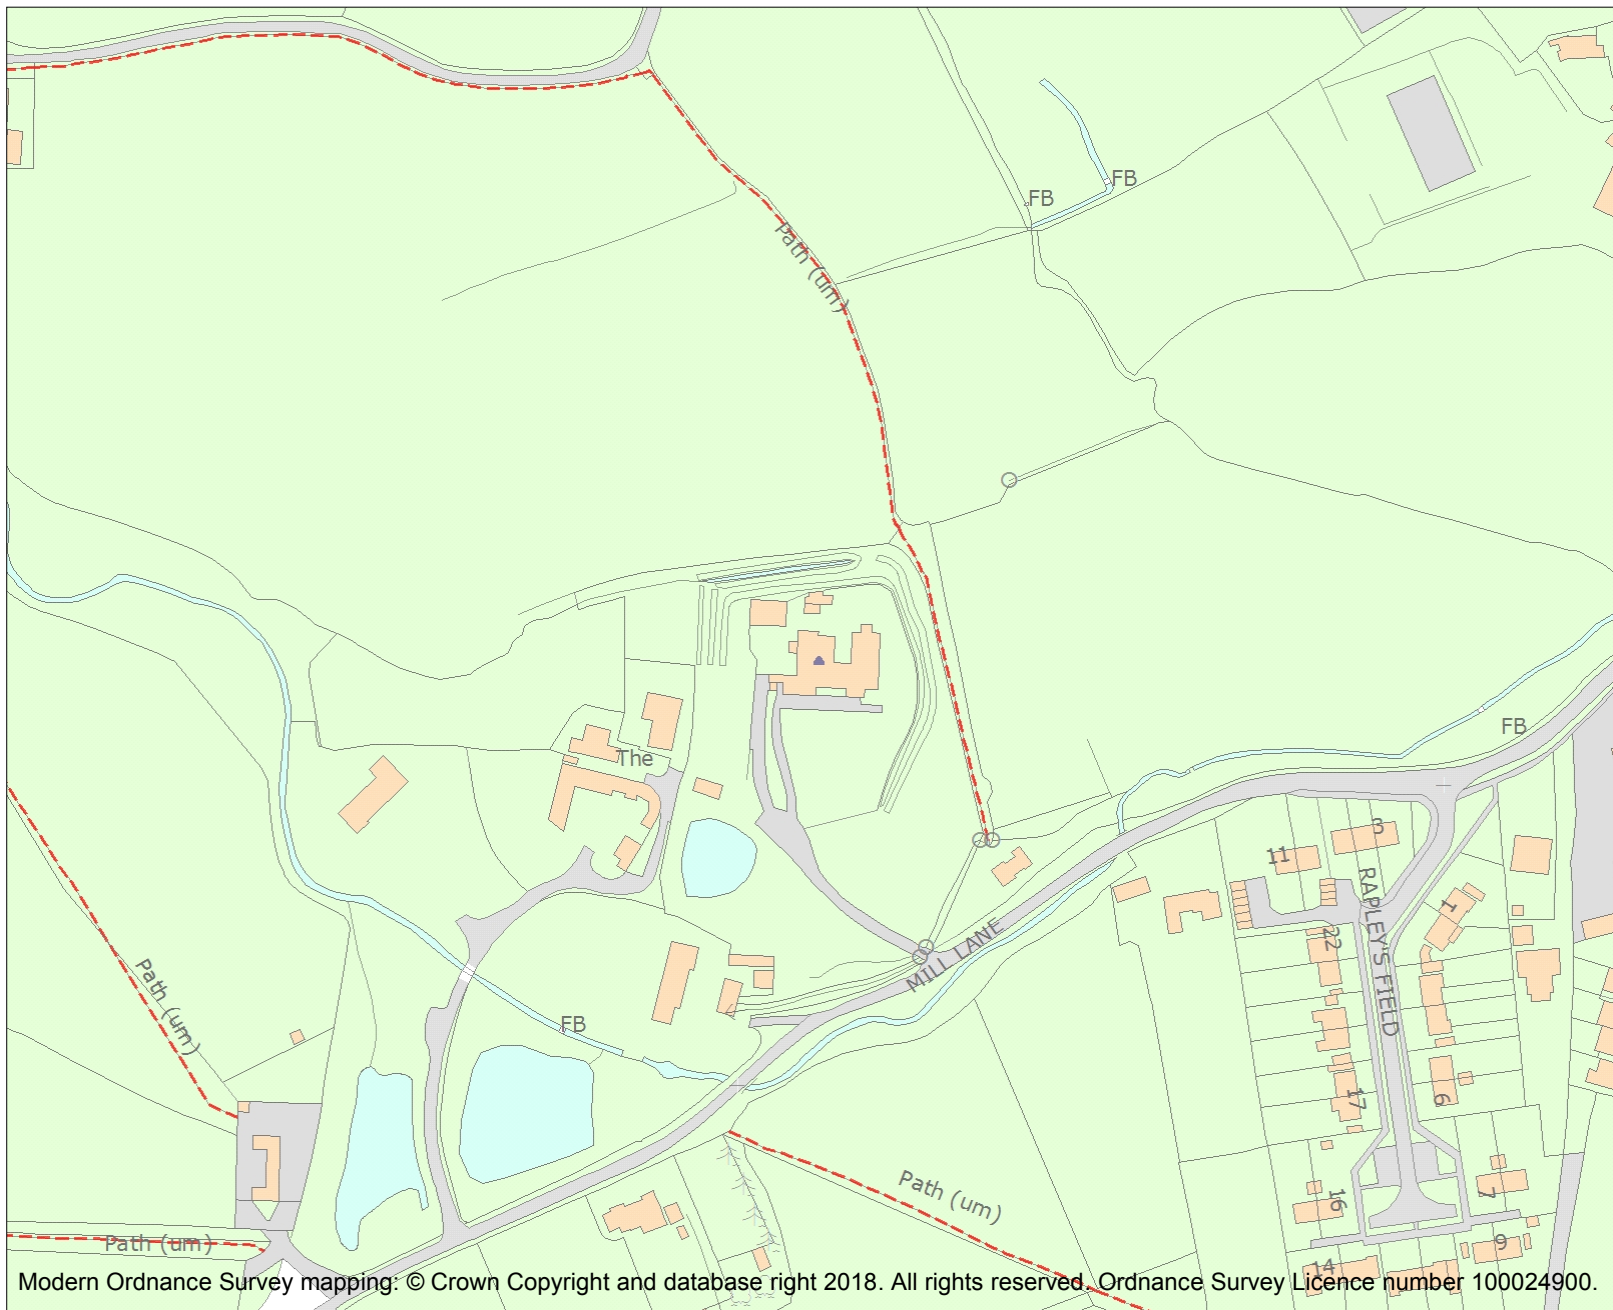 FB
FB
Path (um)
FB
The
3
11
RAPLEY'S FIELD
1
22
MILL LANE
Path (um)
FB
17
6
Path (um)
16
7
Path (um)
9
14
Modern Ordnance Survey mapping: © Crown Copyright and database right 2018. All rights reserved. Ordnance Survey Licence number 100024900.